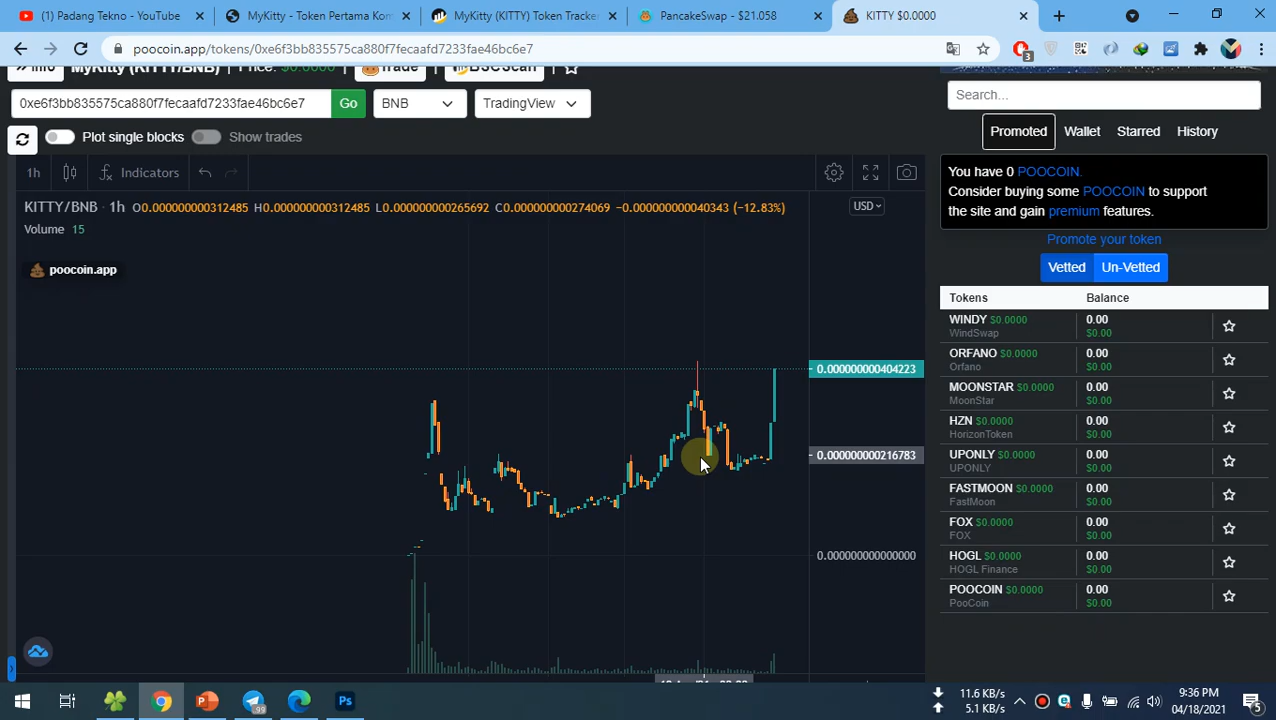 (1) Padang Tekno - YouTube
MyKitty - Token Pertama Kom
MyKitty (KITTY) Token Tracke
PancakeSwap - $21.058
KITTY $0.0000
poocoin.app/tokens/0xe6f3bb835575ca880f7fecaafd7233fae46bc6e7
3
Info
MyKitty (KITTY/BNB)
Price:
Trade
BSCScan
0xe6f3bb835575ca880f7fecaafd7233fae46bc6e7
Go
BNB
TradingView
Plot single blocks
Show trades
1h
Indicators
KITTY/BNB · 1h O0.000000000312485 H0.000000000312485 L0.000000000265692 C0.000000000274069 −0.000000000040343 (−12.83%)
USD
Volume 15
poocoin.app
0.000000000404223
0.000000000216783
0.000000000000000
Search...
Promoted
Wallet
Starred
History
You have 0 POOCOIN.
Consider buying some POOCOIN to support
the site and gain premium features.
Promote your token
Vetted
Un-Vetted
Tokens
Balance
WINDY $0.0000 0.00
WindSwap $0.00
ORFANO $0.0000 0.00
Orfano $0.00
MOONSTAR $0.0000 0.00
MoonStar $0.00
HZN $0.0000 0.00
HorizonToken $0.00
UPONLY $0.0000 0.00
UPONLY $0.00
FASTMOON $0.0000 0.00
FastMoon $0.00
FOX $0.0000 0.00
FOX $0.00
HOGL $0.0000 0.00
HOGL Finance $0.00
POOCOIN $0.0000 0.00
PooCoin $0.00
99
11.6 KB/s
5.1 KB/s
9:36 PM
04/18/2021
5